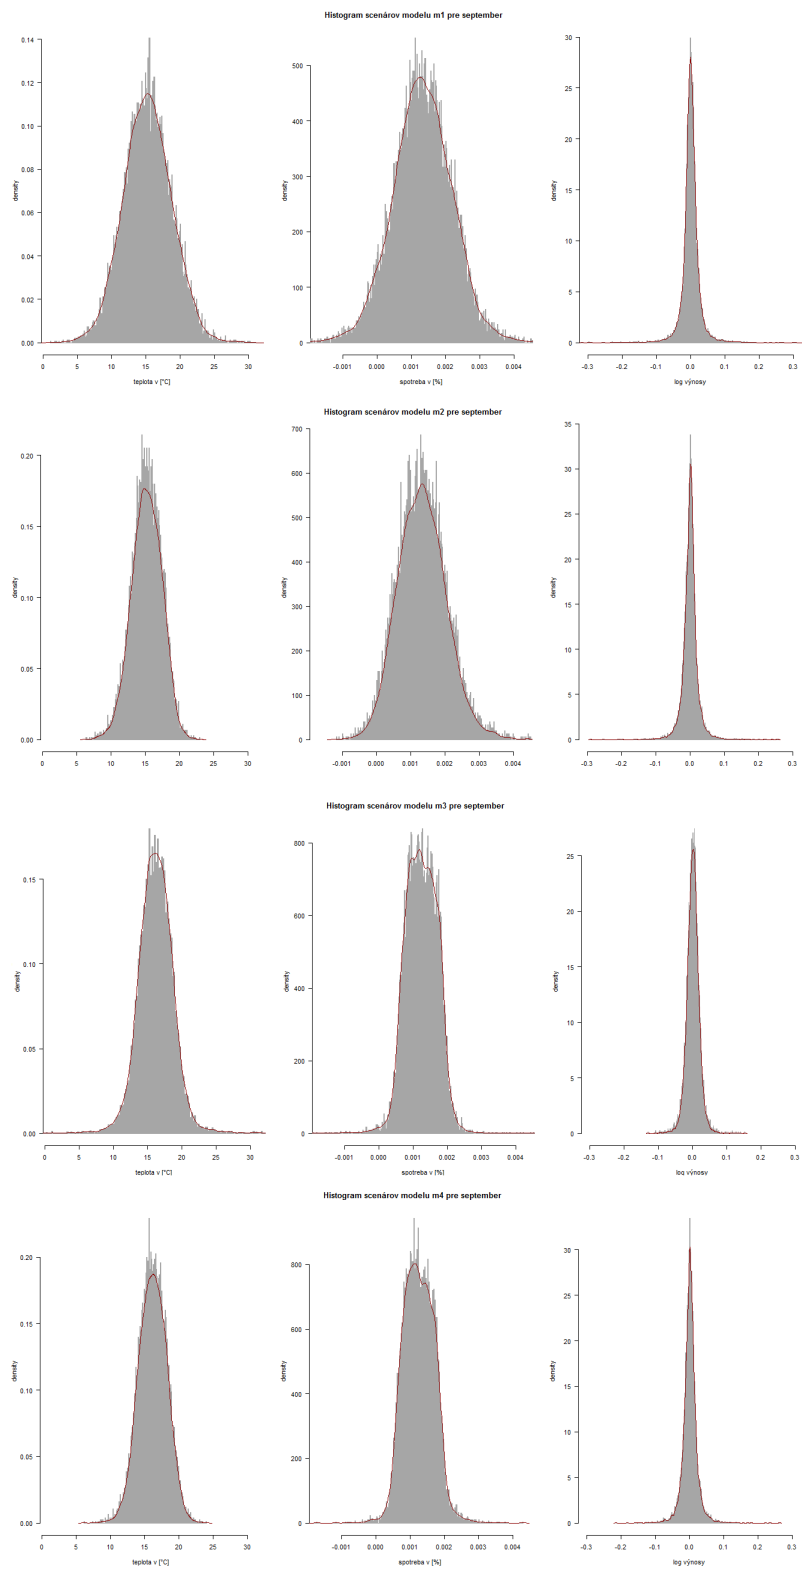 Histogram scenárov modelu m1 pre september
density
0.00 0.02 0.04 0.06 0.08 0.10 0.12 0.14
0 5 10 15 20 25 30
teplota v [°C]
density
0 100 200 300 400 500
-0.001 0.000 0.001 0.002 0.003 0.004
spotreba v [%]
density
0 5 10 15 20 25 30
-0.3 -0.2 -0.1 0.0 0.1 0.2 0.3
log výnosy
Histogram scenárov modelu m2 pre september
density
0.00 0.05 0.10 0.15 0.20
0 5 10 15 20 25 30
teplota v [°C]
density
0 100 200 300 400 500 600 700
-0.001 0.000 0.001 0.002 0.003 0.004
spotreba v [%]
density
0 5 10 15 20 25 30 35
-0.3 -0.2 -0.1 0.0 0.1 0.2 0.3
log výnosy
Histogram scenárov modelu m3 pre september
density
0.00 0.05 0.10 0.15
0 5 10 15 20 25 30
teplota v [°C]
density
0 200 400 600 800
-0.001 0.000 0.001 0.002 0.003 0.004
spotreba v [%]
density
0 5 10 15 20 25
-0.3 -0.2 -0.1 0.0 0.1 0.2 0.3
log výnosy
Histogram scenárov modelu m4 pre september
density
0.00 0.05 0.10 0.15 0.20
0 5 10 15 20 25 30
teplota v [°C]
density
0 200 400 600 800
-0.001 0.000 0.001 0.002 0.003 0.004
spotreba v [%]
density
0 5 10 15 20 25 30
-0.3 -0.2 -0.1 0.0 0.1 0.2 0.3
log výnosy